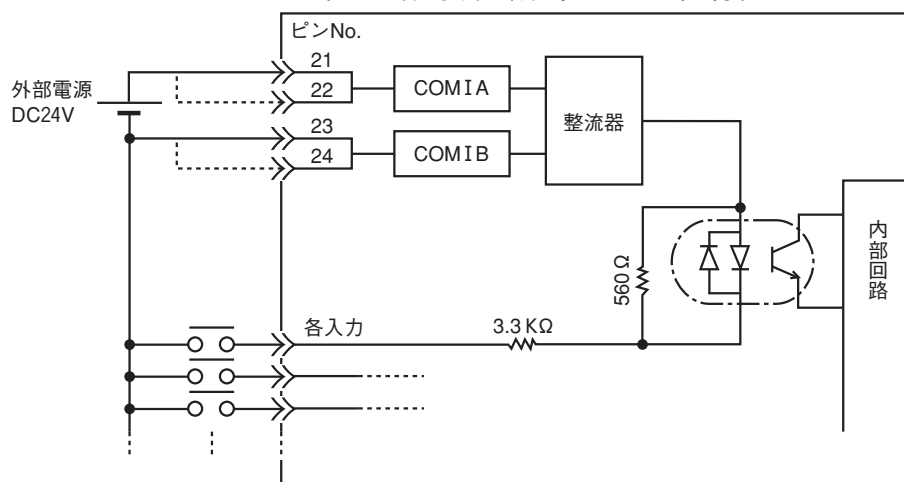 ピンNo.
21
22
23
24
外部電源
DC24V
COMIA
COMIB
整流器
560Ω
内部回路
各入力
3.3KΩ